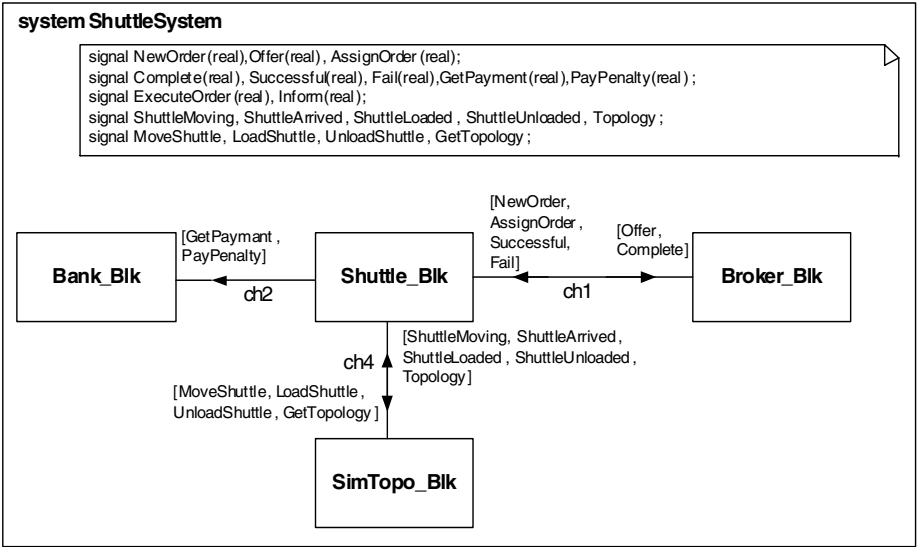 system ShuttleSystem
signal NewOrder(real),Offer(real), AssignOrder(real);
signal Complete(real), Successful(real), Fail(real),GetPayment(real),PayPenalty(real);
signal ExecuteOrder(real), Inform(real);
signal ShuttleMoving, ShuttleArrived, ShuttleLoaded, ShuttleUnloaded, Topology;
signal MoveShuttle, LoadShuttle, UnloadShuttle, GetTopology;
[NewOrder,
AssignOrder,
Successful,
Fail]
[Offer,
Complete]
[GetPaymant,
PayPenalty]
Bank_Blk
Shuttle_Blk
Broker_Blk
ch2
ch1
[ShuttleMoving, ShuttleArrived,
ShuttleLoaded, ShuttleUnloaded,
Topology]
ch4
[MoveShuttle, LoadShuttle,
UnloadShuttle, GetTopology]
SimTopo_Blk